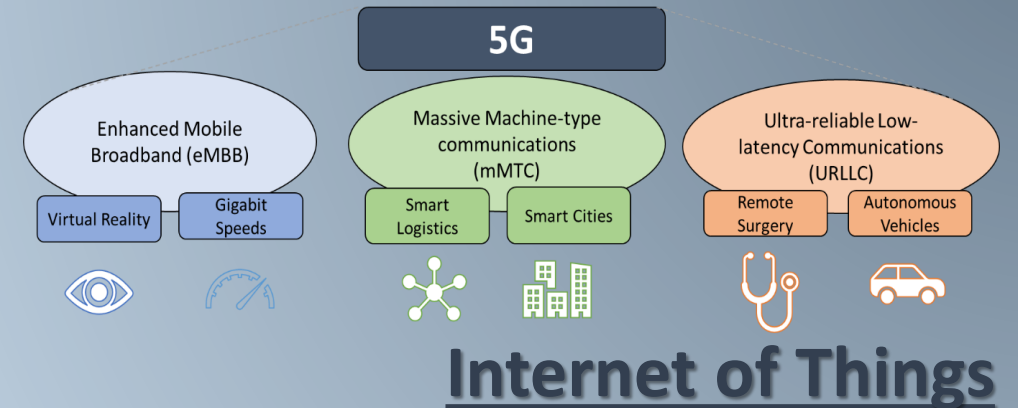 5G
Enhanced Mobile
Broadband (eMBB)
Virtual Reality
Gigabit
Speeds
Massive Machine-type
communications
(mMTC)
Smart
Logistics
Smart Cities
Ultra-reliable Low-
latency Communications
(URLLC)
Remote
Surgery
Autonomous
Vehicles
Internet of Things